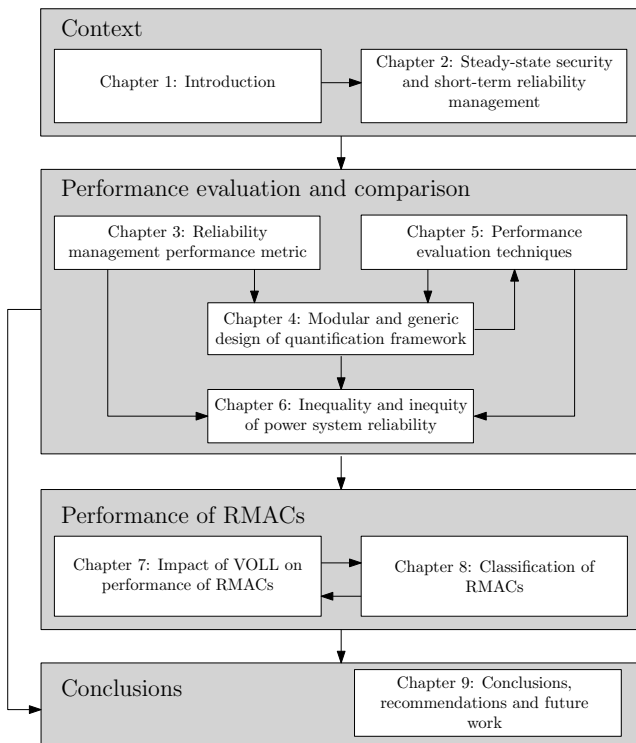 Context
Chapter 1: Introduction
Chapter 2: Steady-state security
and short-term reliability
management
Performance evaluation and comparison
Chapter 3: Reliability
management performance metric
Chapter 5: Performance
evaluation techniques
Chapter 4: Modular and generic
design of quantification framework
Chapter 6: Inequality and inequity
of power system reliability
Performance of RMACs
Chapter 7: Impact of VOLL on
performance of RMACs
Chapter 8: Classification of
RMACs
Conclusions
Chapter 9: Conclusions,
recommendations and future
work